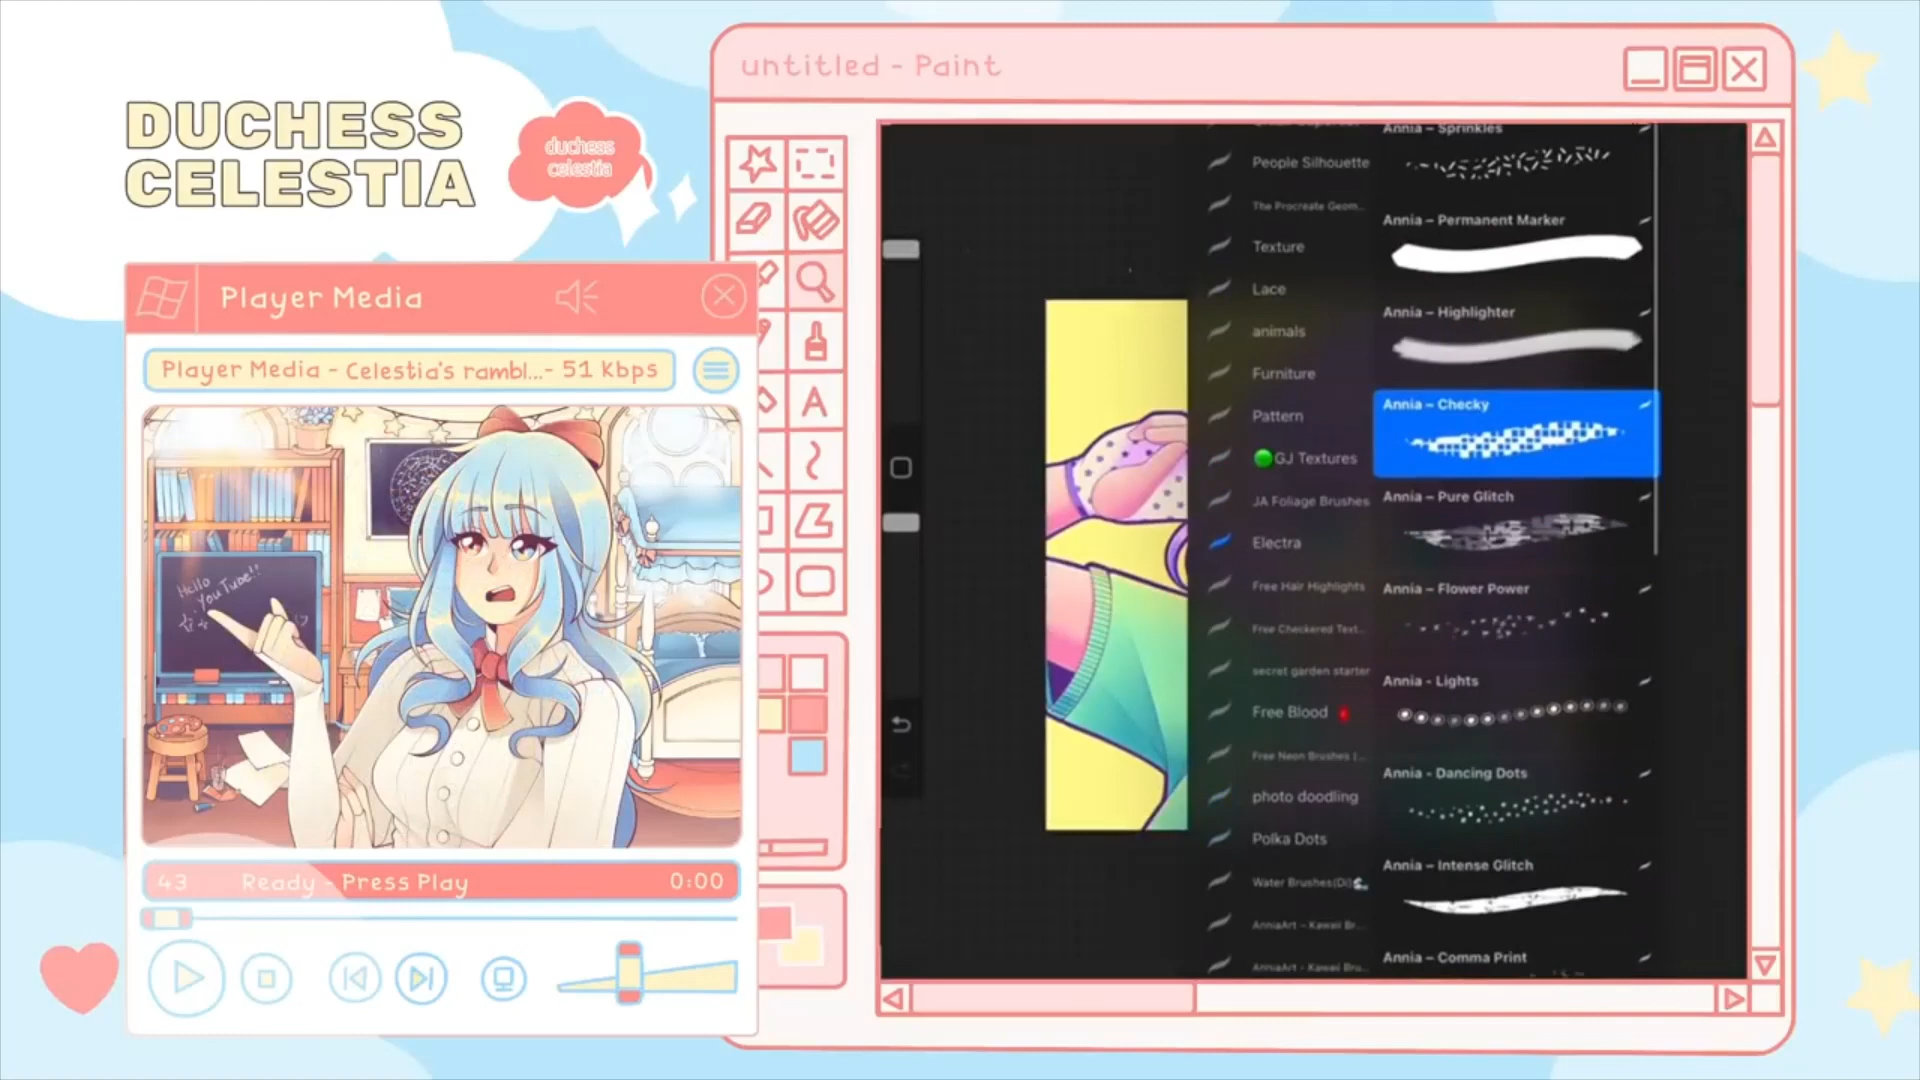 DUCHESS
CELESTIA
duchess
celestia
Player Media
Player Media - Celestia's rambl...- 51 Kbps
Hello
YouTube!!
43 Ready - Press Play 0:00
untitled - Paint
A
People Silhouette
The Procreate Geom...
Texture
Lace
animals
Furniture
Pattern
GJ Textures
JA Foliage Brushes
Electra
Free Hair Highlights
Free Checkered Text...
secret garden starter
Free Blood
Free Neon Brushes (...
photo doodling
Polka Dots
Water Brushes(Di)
AnniaArt – Kawaii Br...
AnniaArt - Kawaii Bru...
Annia – Sprinkles
Annia – Permanent Marker
Annia – Highlighter
Annia – Checky
Annia – Pure Glitch
Annia – Flower Power
Annia - Lights
Annia - Dancing Dots
Annia – Intense Glitch
Annia – Comma Print